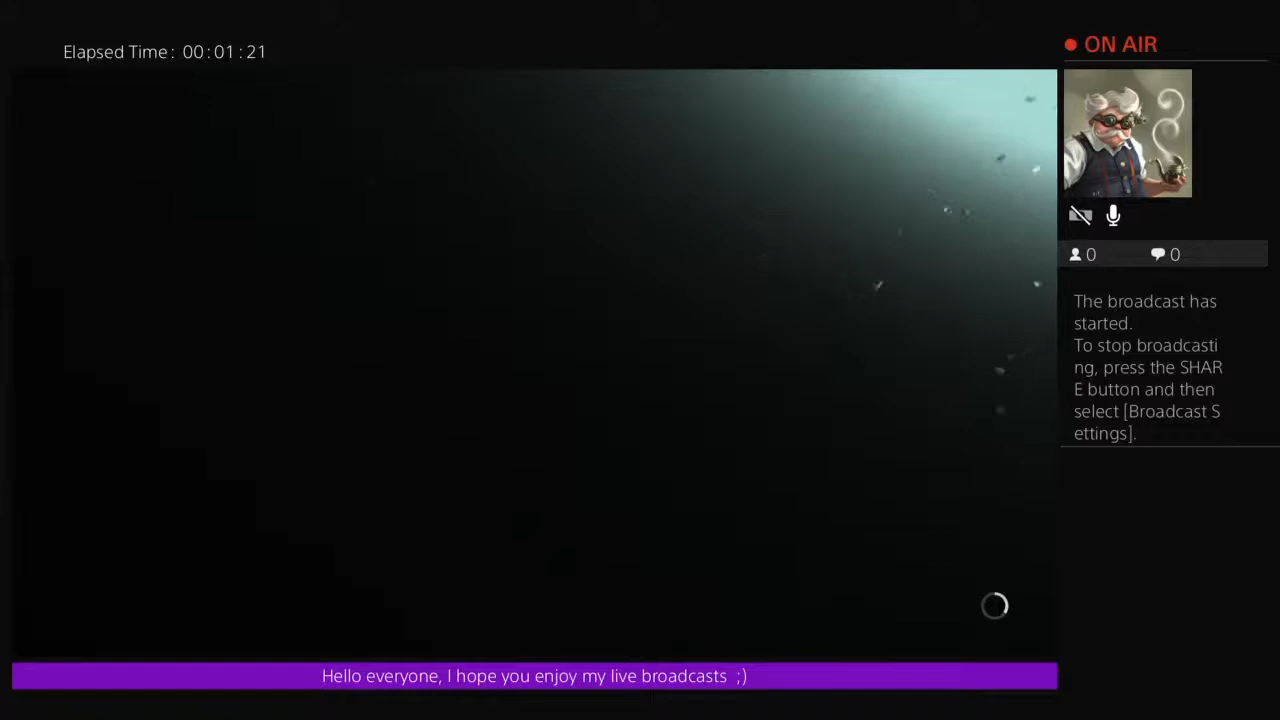 Elapsed Time: 00:01:21
ON AIR
0 0
The broadcast has
started.
To stop broadcasti
ng, press the SHAR
E button and then
select [Broadcast S
ettings].
Hello everyone, I hope you enjoy my live broadcasts ;)